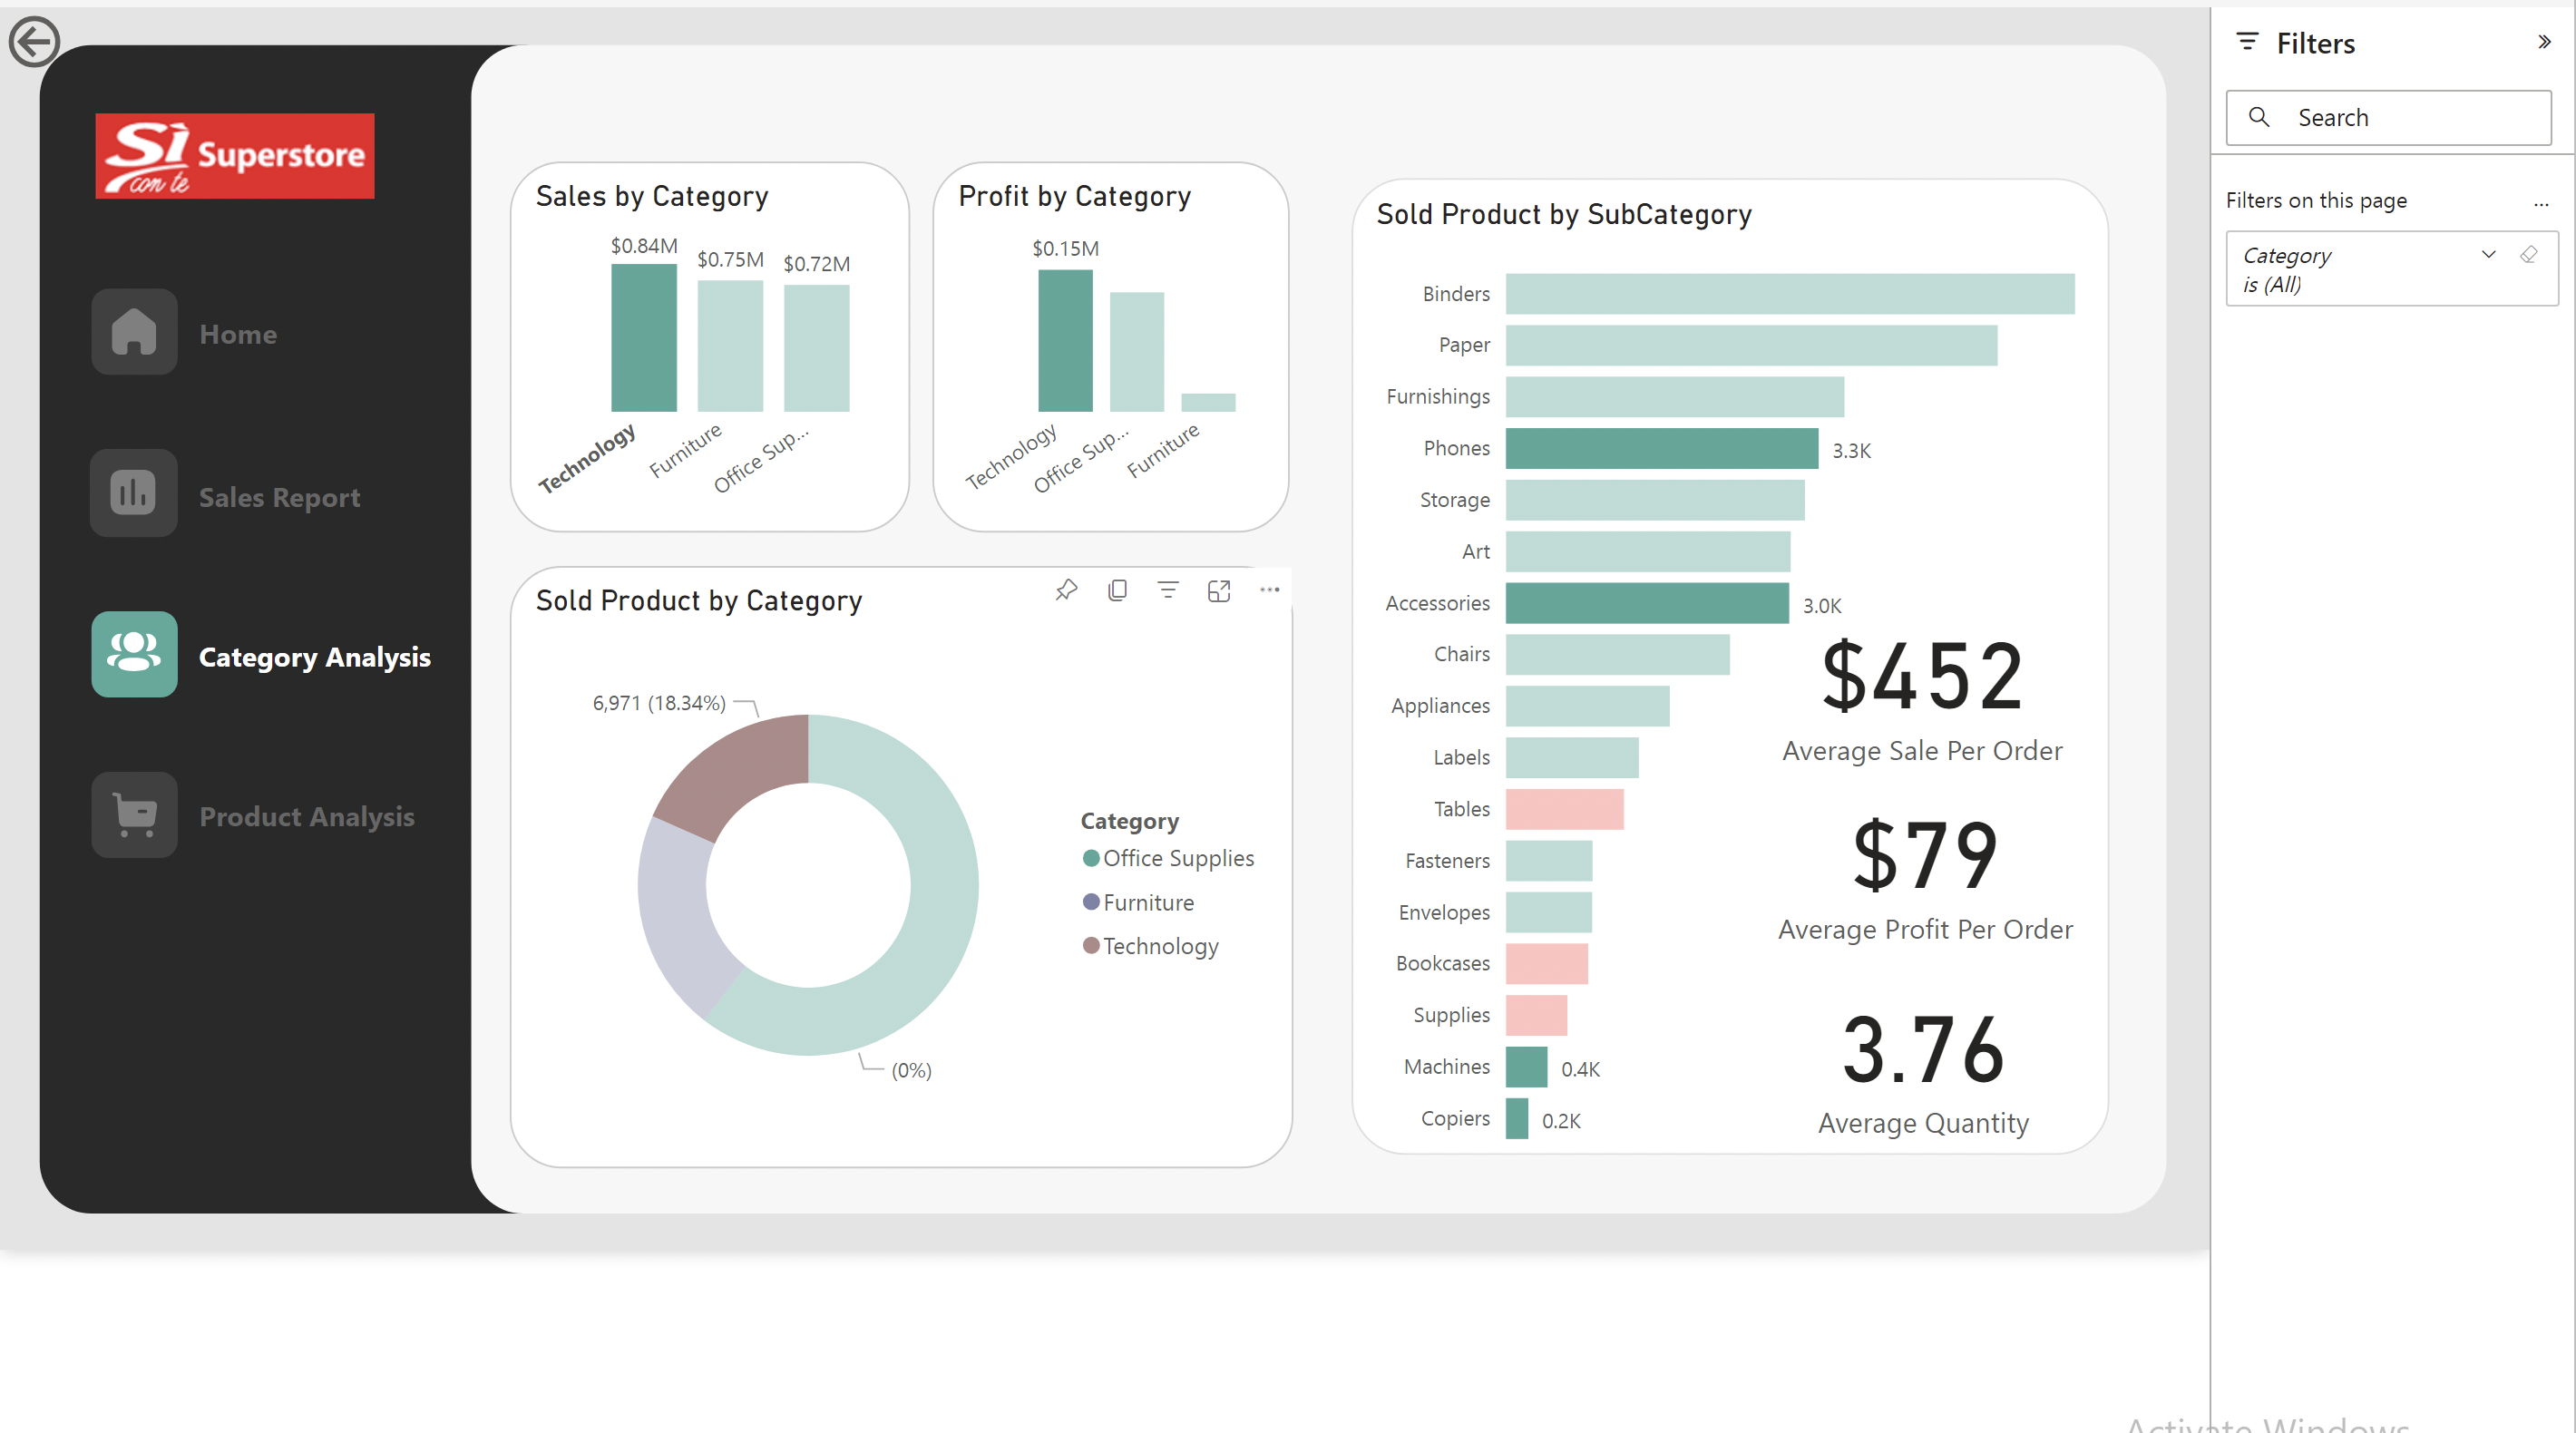 Sì Superstore
con te
Home
Sales Report
Category Analysis
Product Analysis
Sales by Category
$0.84M
$0.75M
$0.72M
Technology
Furniture
Office Sup...
Profit by Category
$0.15M
Technology
Office Sup...
Furniture
Sold Product by Category
6,971 (18.34%)
(0%)
Category
Office Supplies
Furniture
Technology
Sold Product by SubCategory
Binders
Paper
Furnishings
Phones 3.3K
Storage
Art
Accessories 3.0K
Chairs
Appliances
Labels
Tables
Fasteners
Envelopes
Bookcases
Supplies
Machines 0.4K
Copiers 0.2K
$452
Average Sale Per Order
$79
Average Profit Per Order
3.76
Average Quantity
Filters
Search
Filters on this page
...
Category
is (All)
Activate Windows